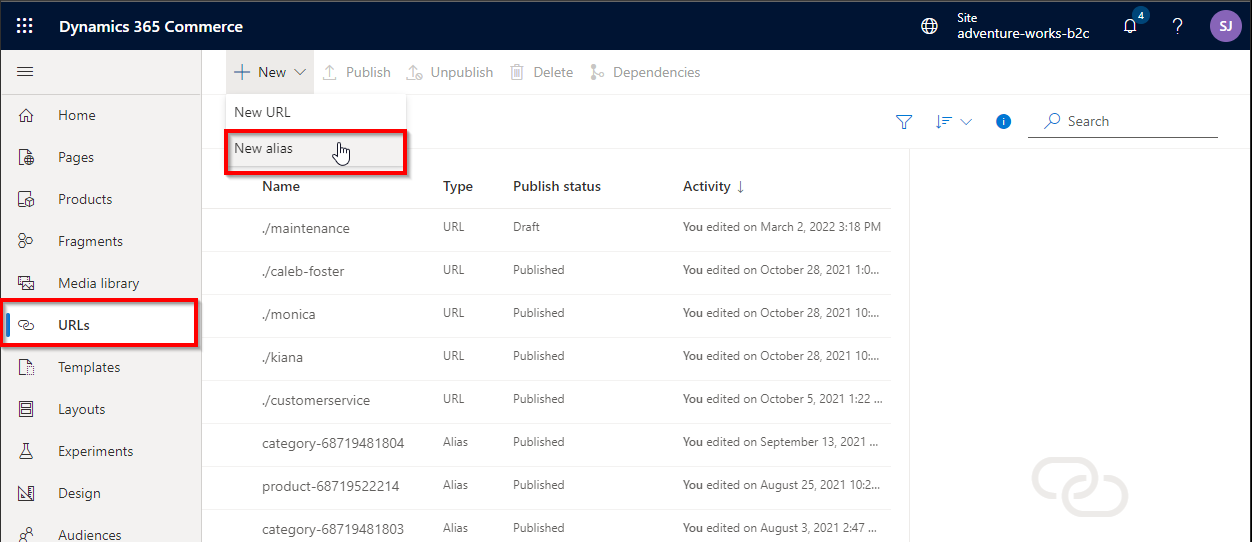 Dynamics 365 Commerce
Site
adventure-works-b2c
4
?
SJ
New
Publish
Unpublish
Delete
Dependencies
New URL
New alias
Search
Home
Pages
Products
Fragments
Media library
URLs
Templates
Layouts
Experiments
Design
Audiences
Name Type Publish status Activity ↓
./maintenance URL Draft You edited on March 2, 2022 3:18 PM
./caleb-foster URL Published You edited on October 28, 2021 1:0...
./monica URL Published You edited on October 28, 2021 10:...
./kiana URL Published You edited on October 28, 2021 10:...
./customerservice URL Published You edited on October 5, 2021 1:22 ...
category-68719481804 Alias Published You edited on September 13, 2021 ...
product-68719522214 Alias Published You edited on August 25, 2021 10:2...
category-68719481803 Alias Published You edited on August 3, 2021 2:47 ...